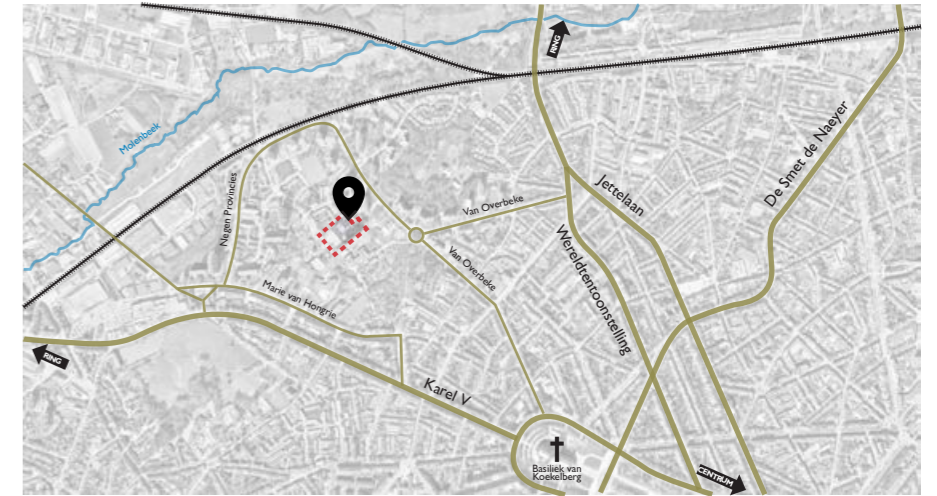 RING
Molenbeek
De Smet de Naeyer
Jettelaan
Negen Provincies
Van Overbeke
Van Overbeke
Wereldtentoonstelling
Marie van Hongrie
RING
Karel V
Basiliek van
Koekelberg
CENTRUM